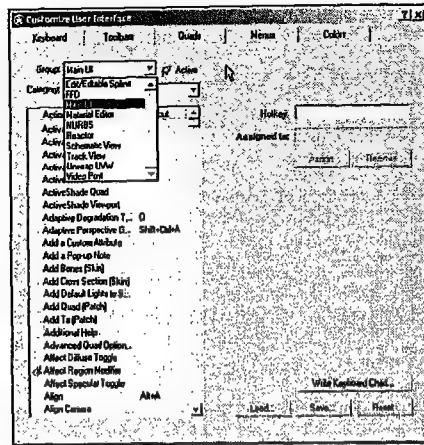 Customize User Interface
Keyboard Toolbars Quads Menus Colors
Group: Main UI Active
Category:
Edit/Editable Spline
FFD
Material Editor
NURBS
Reactor
Schematic View
Track View
Unwrap UVW
Video Post
Hotkey:
Assigned to:
Assign Remove
ActiveShade Quad
ActiveShade Viewport
Adaptive Degradation T... O
Adaptive Perspective G... Shift+Ctrl+A
Add a Custom Attribute
Add a Pop-up Note
Add Bones (Skin)
Add Cross Section (Skin)
Add Default Lights to S...
Add Quad (Patch)
Add Tri (Patch)
Additional Help...
Advanced Quad Option...
Affect Diffuse Toggle
Affect Region Modifier
Affect Specular Toggle
Align Alt+A
Align Camera
Write Keyboard Chart...
Load... Save... Reset